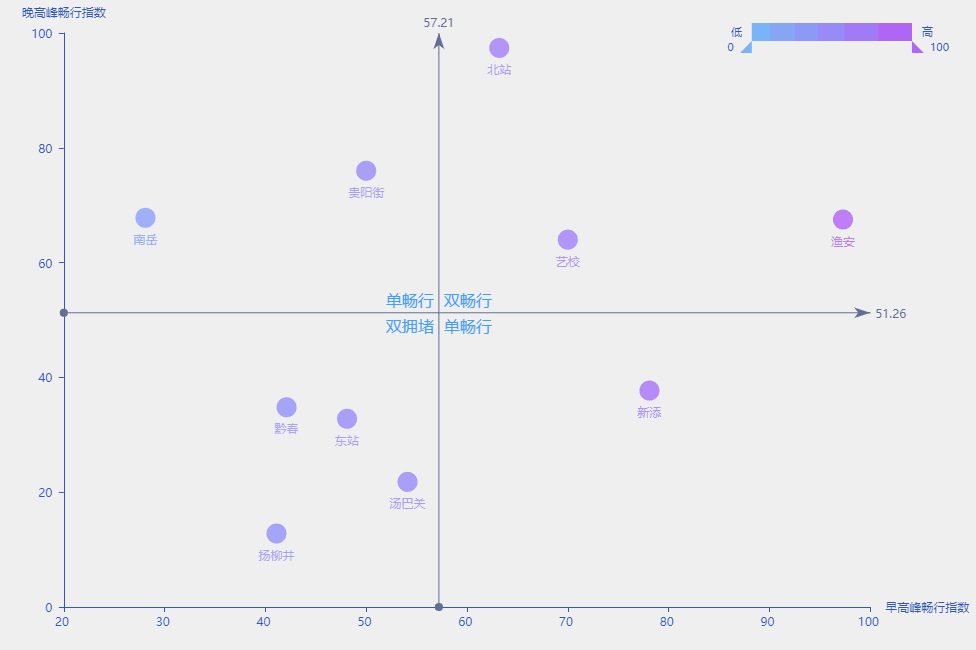 晚高峰畅行指数
57.21
低
高
0
100
100
80
60
40
20
0
北站
贵阳街
南岳
渔安
艺校
单畅行 双畅行
双拥堵 单畅行
51.26
新添
黔春
东站
汤巴关
扬柳井
20 30 40 50 60 70 80 90 100
早高峰畅行指数